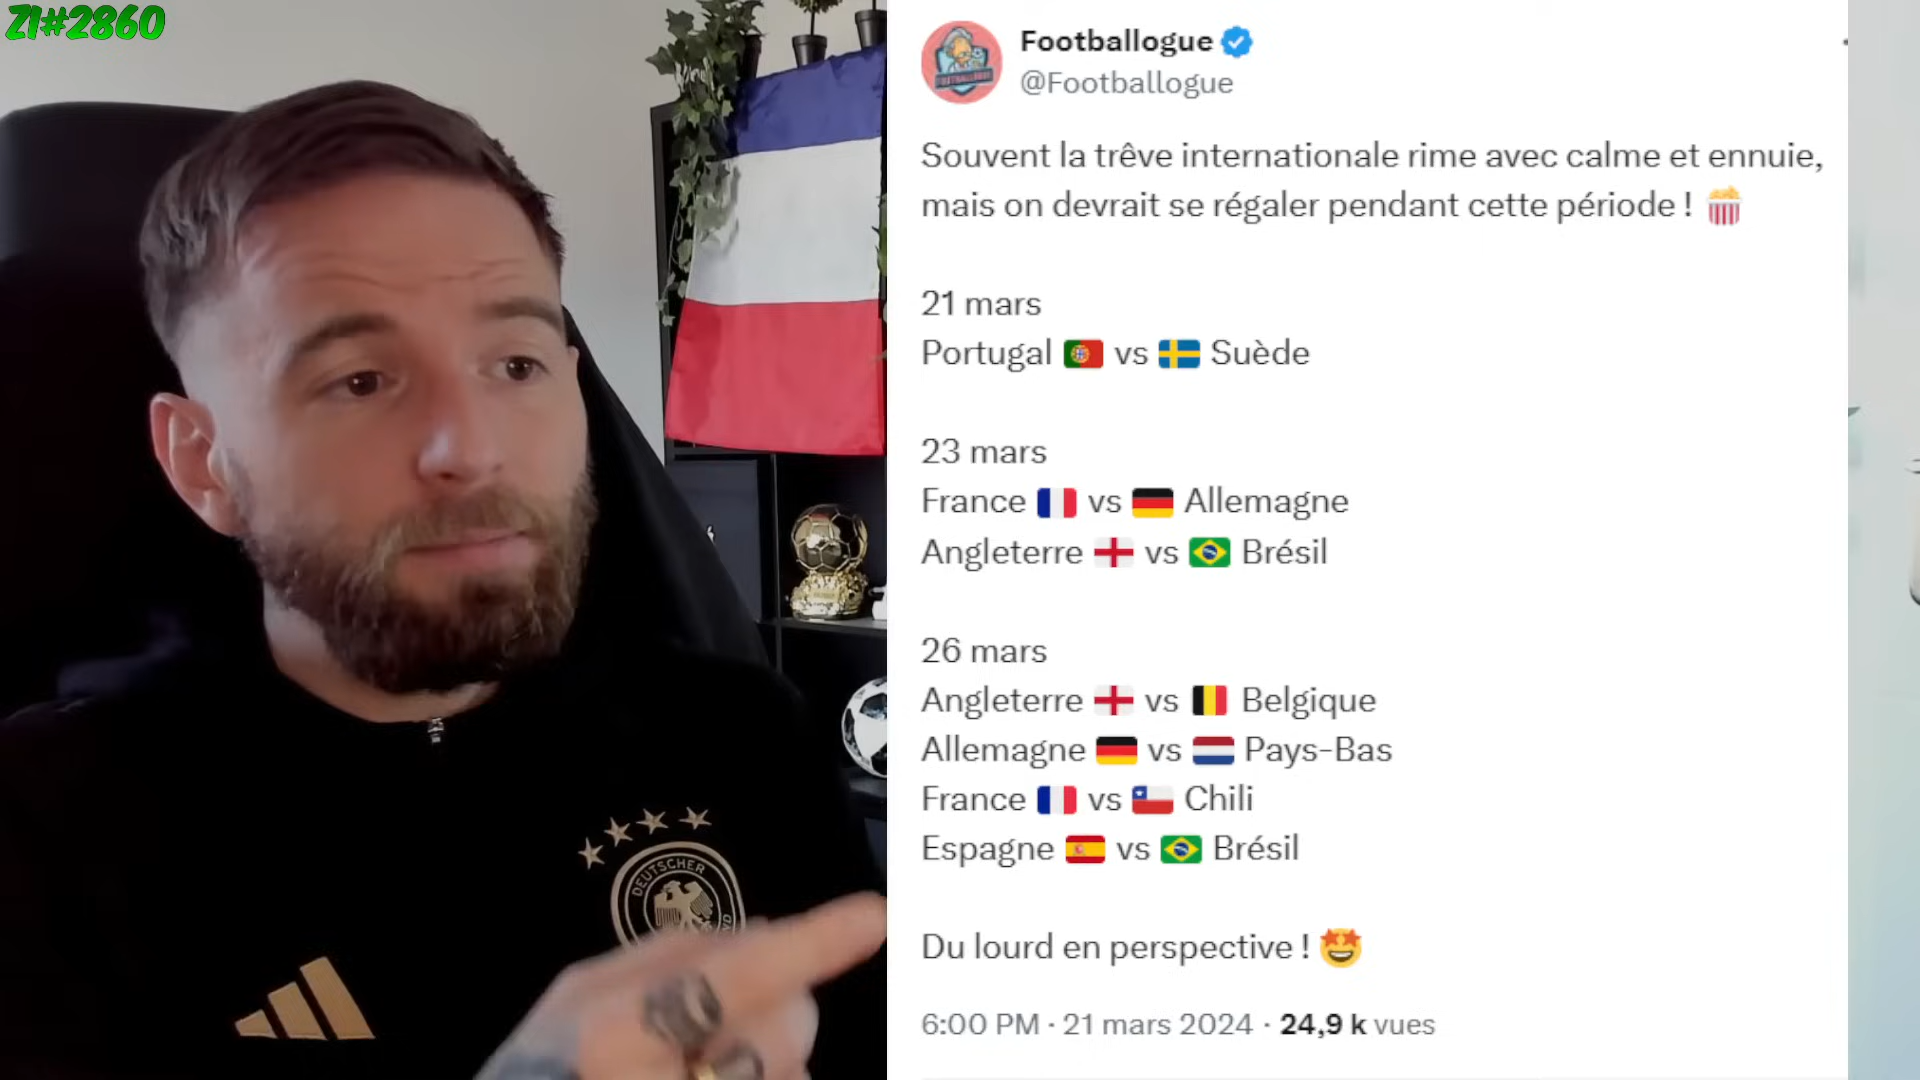 ZI#2860
Footballogue
@Footballogue
Souvent la trêve internationale rime avec calme et ennuie,
mais on devrait se régaler pendant cette période ! 🍿
21 mars
Portugal 🇵🇹 vs 🇸🇪 Suède
23 mars
France 🇫🇷 vs 🇩🇪 Allemagne
Angleterre 🏴󠁧󠁢󠁥󠁮󠁧󠁿 vs 🇧🇷 Brésil
26 mars
Angleterre 🏴󠁧󠁢󠁥󠁮󠁧󠁿 vs 🇧🇪 Belgique
Allemagne 🇩🇪 vs 🇳🇱 Pays-Bas
France 🇫🇷 vs 🇨🇱 Chili
Espagne 🇪🇸 vs 🇧🇷 Brésil
Du lourd en perspective ! 🤩
6:00 PM · 21 mars 2024 · 24,9 k vues
DEUTSCHER